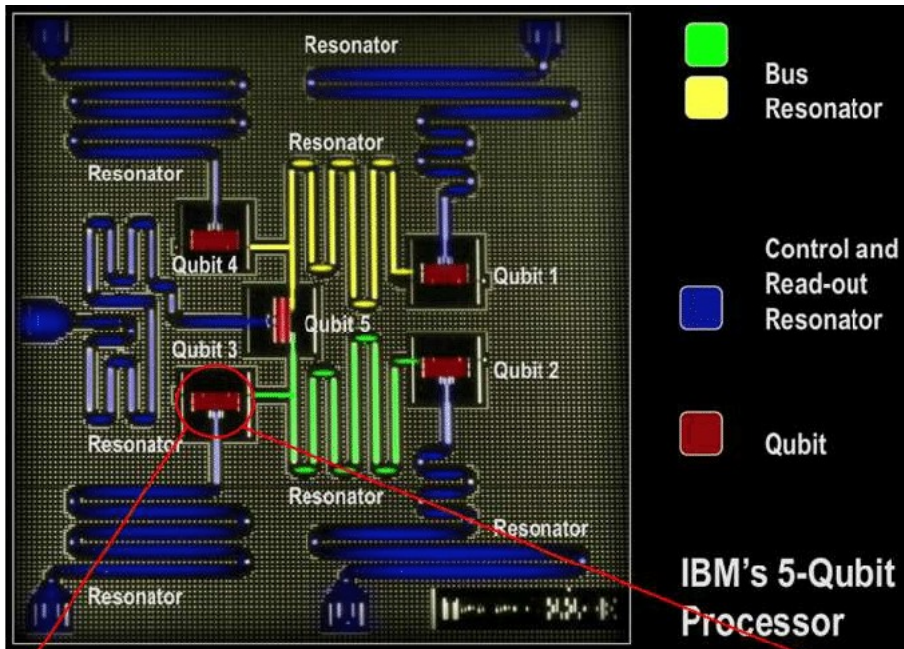 Resonator
Resonator
Resonator
Qubit 4
Qubit 1
Qubit 5
Qubit 3
Qubit 2
Resonator
Resonator
Resonator
Resonator
Bus
Resonator
Control and
Read-out
Resonator
Qubit
IBM's 5-Qubit
Processor